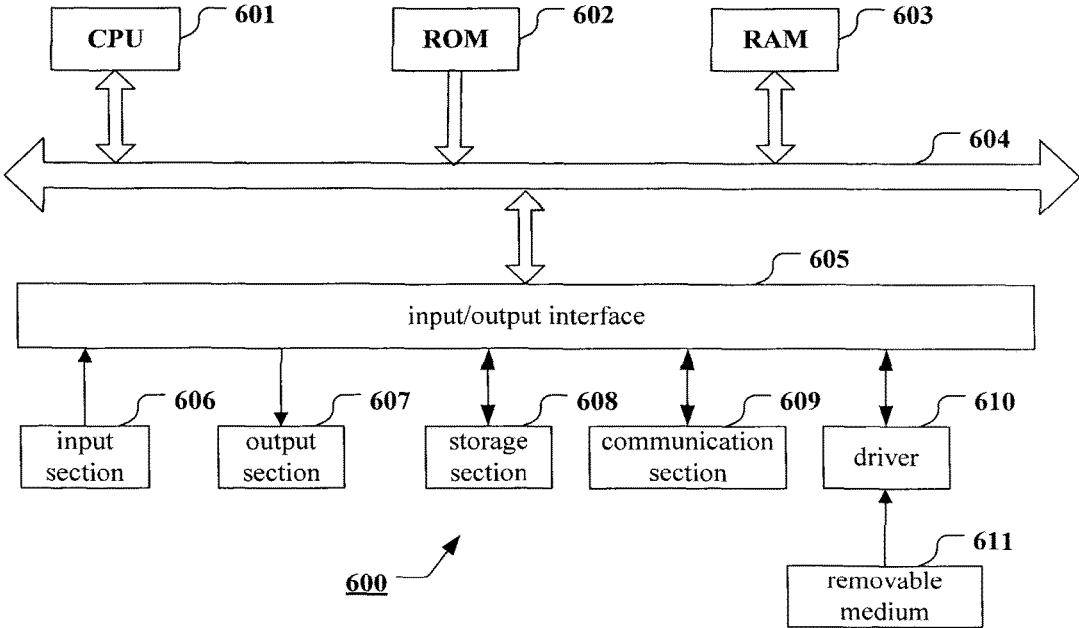 601
602
603
CPU
ROM
RAM
604
605
input/output interface
606
607
608
609
610
input
section
output
section
storage
section
communication
section
driver
611
600
removable
medium